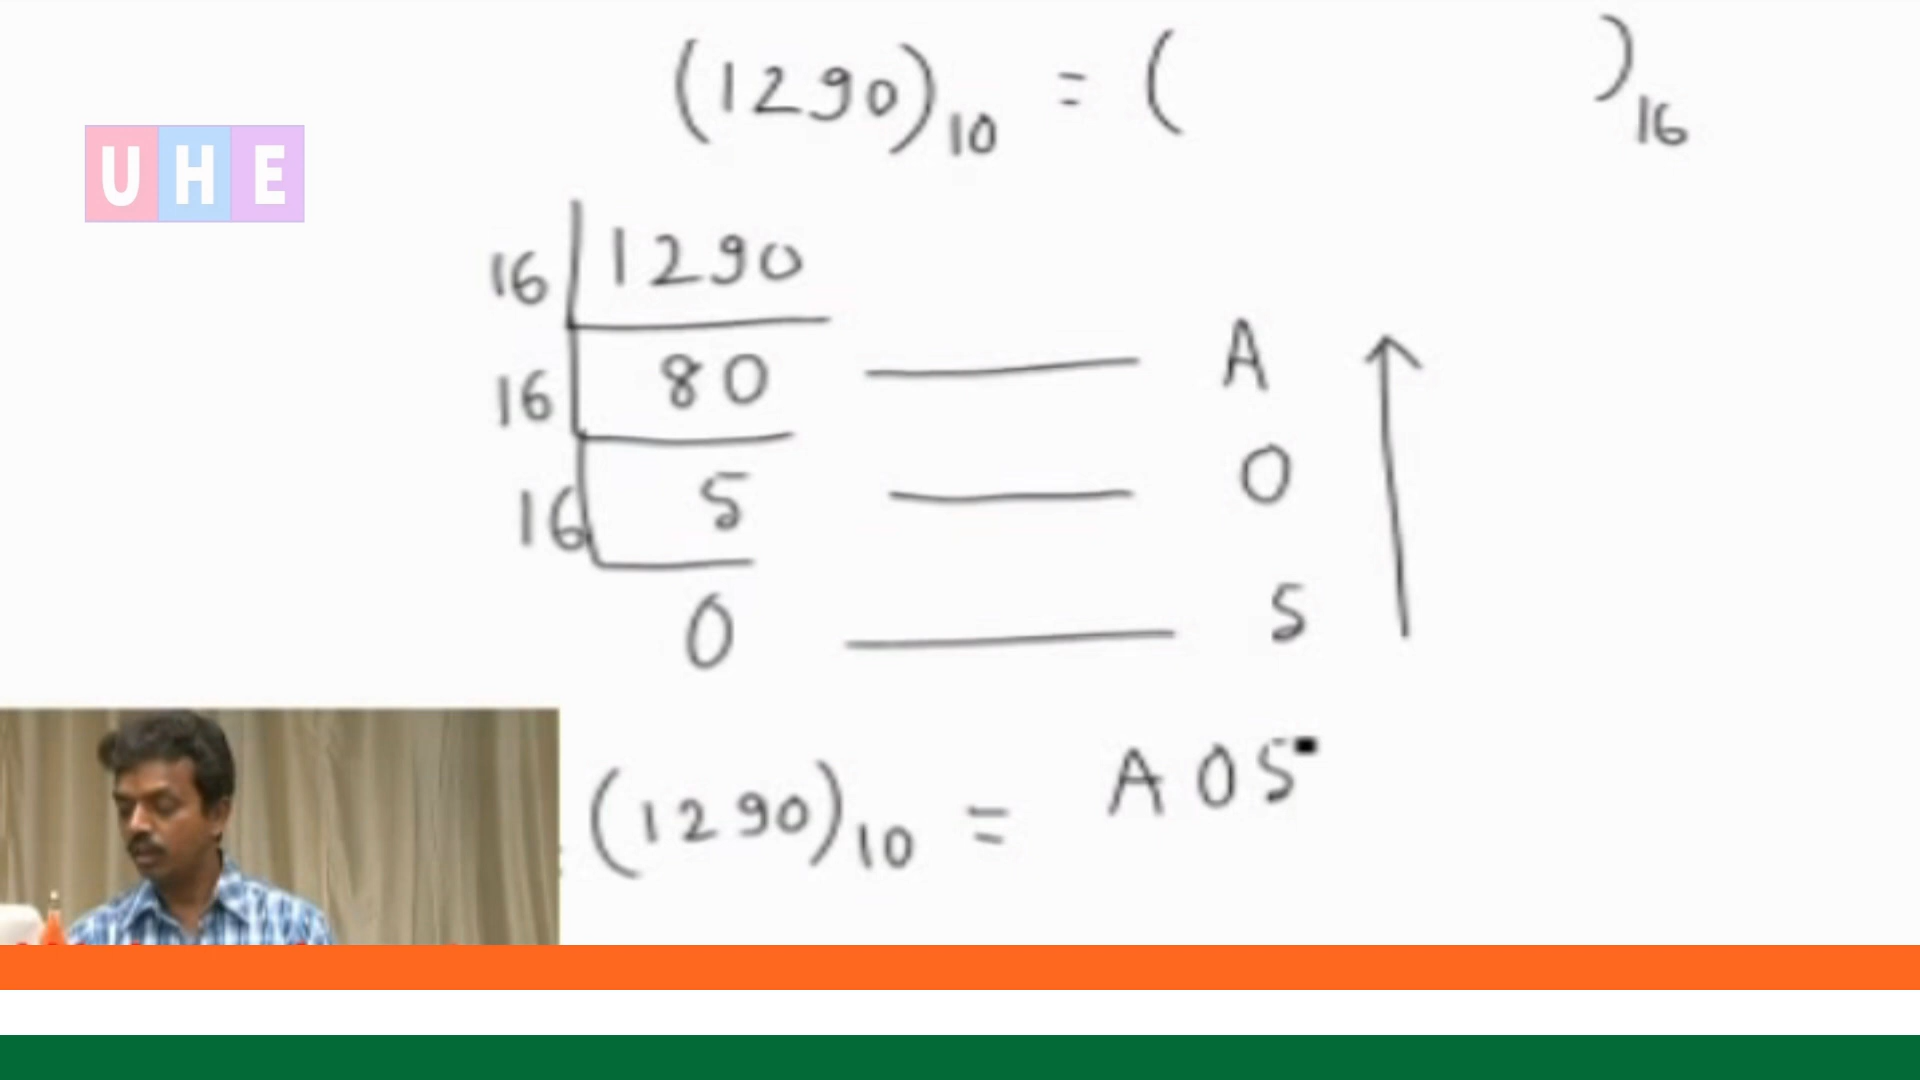 UHE
(1290)10 = ( )16
16 1290
16 80 — A
16 5 — 0
0 — 5
(1290)10 = A05